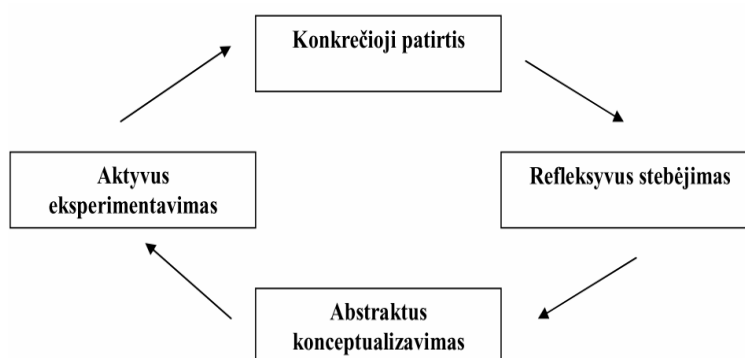 Konkrečioji patirtis
Aktyvus
eksperimentavimas
Refleksyvus stebėjimas
Abstraktus
konceptualizavimas